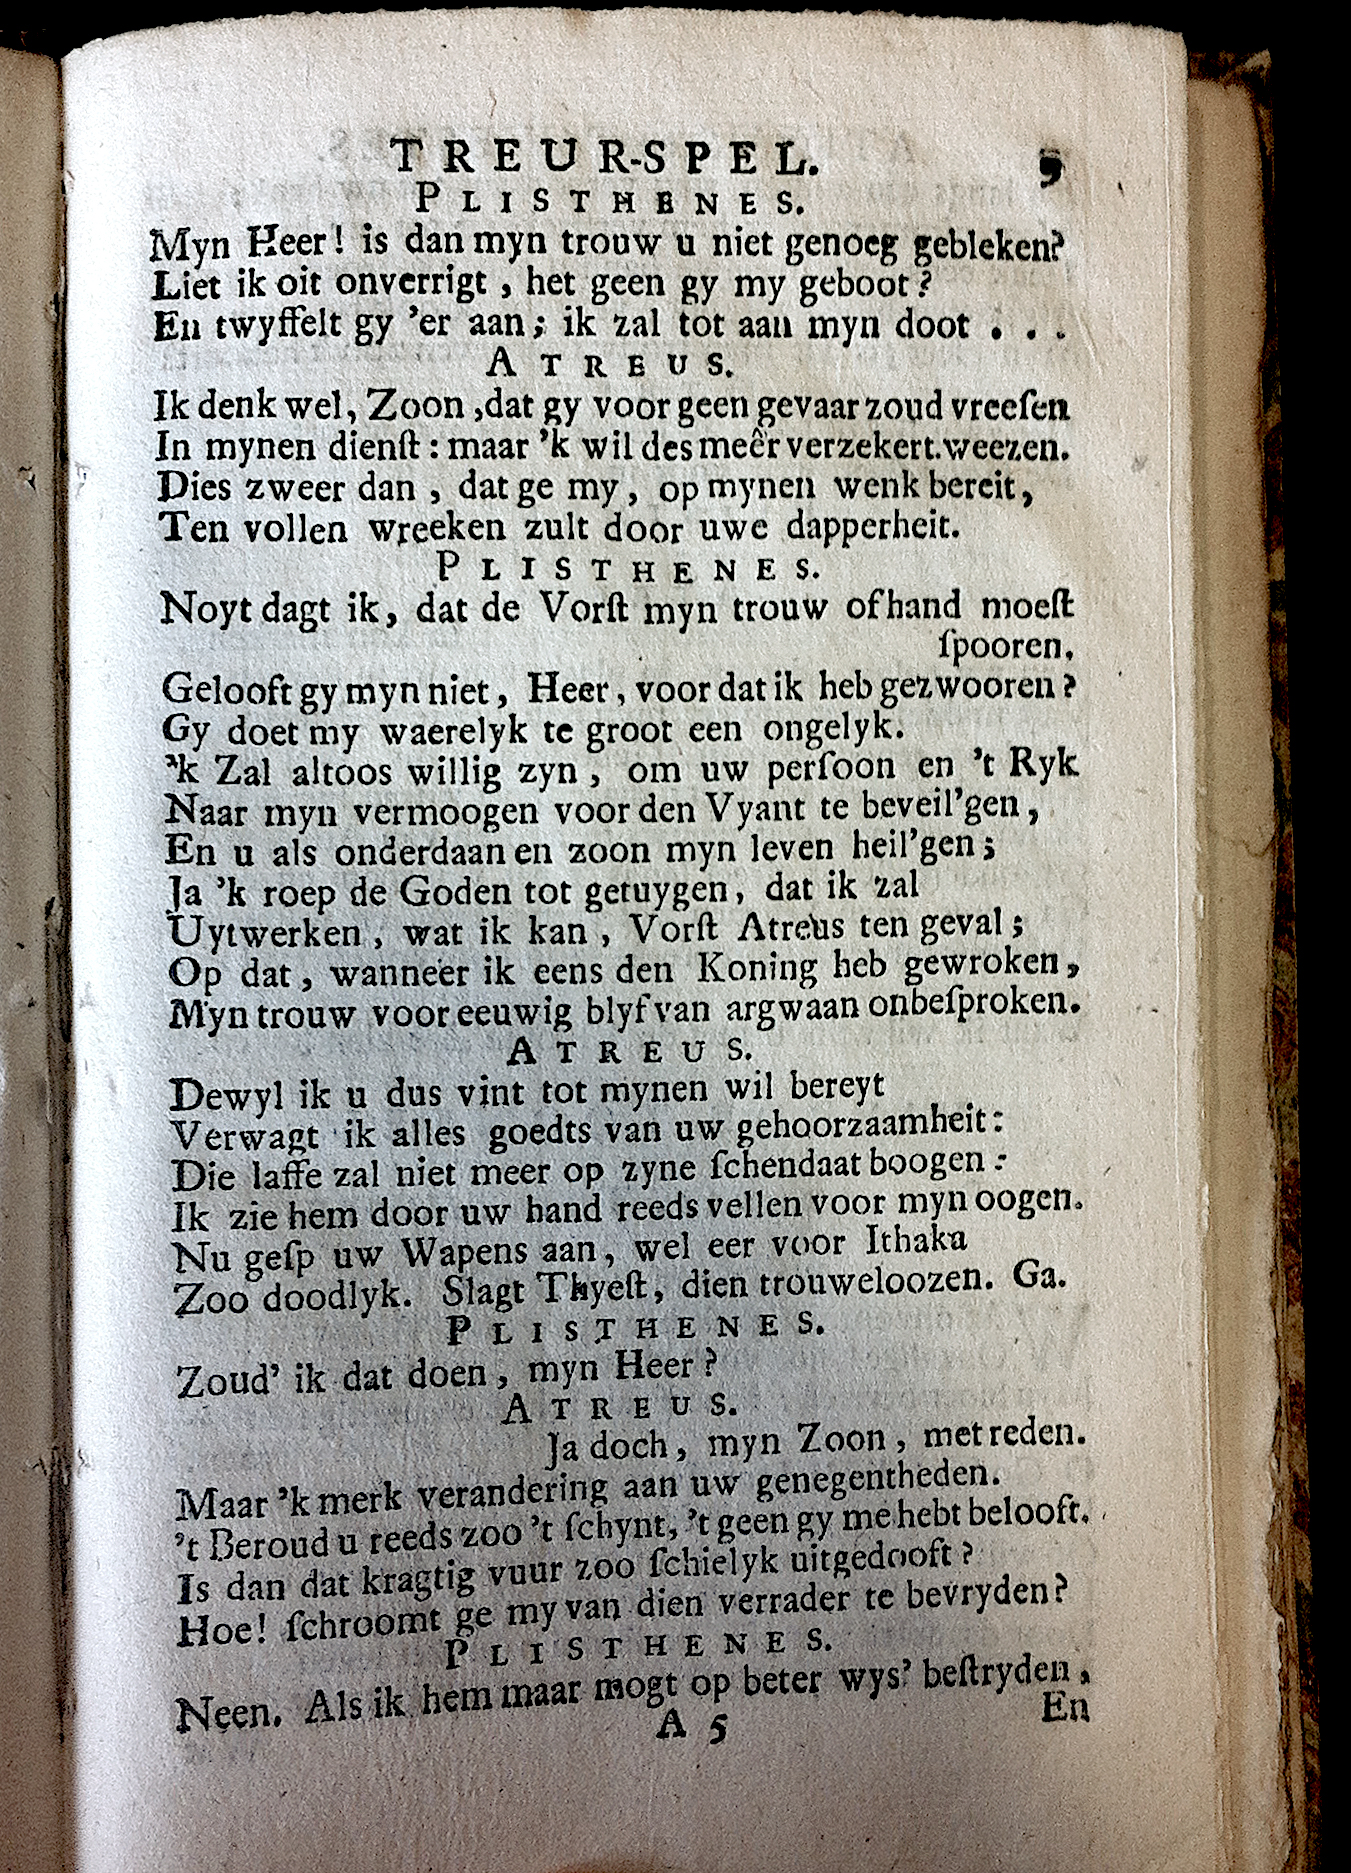 TREUR-SPEL. 9
PLISTHENES.
Myn Heer! is dan myn trouw u niet genoeg gebleken?
Liet ik oit onverrigt, het geen gy my geboot?
En twyffelt gy 'er aan; ik zal tot aan myn doot . . .
ATREUS.
Ik denk wel, Zoon, dat gy voor geen gevaar zoud vreeſen
In mynen dienſt: maar 'k wil des meêr verzekert.weezen.
Dies zweer dan, dat ge my, op mynen wenk bereit,
Ten vollen wreeken zult door uwe dapperheit.
PLISTHENES.
Noyt dagt ik, dat de Vorſt myn trouw of hand moeſt
ſpooren.
Gelooft gy myn niet, Heer, voor dat ik heb gezwooren?
Gy doet my waerelyk te groot een ongelyk.
'k Zal altoos willig zyn, om uw perſoon en 't Ryk
Naar myn vermoogen voor den Vyant te beveil'gen,
En u als onderdaan en zoon myn leven heil'gen;
Ja 'k roep de Goden tot getuygen, dat ik zal
Uytwerken, wat ik kan, Vorſt Atreus ten geval;
Op dat, wanneer ik eens den Koning heb gewroken,
Myn trouw voor eeuwig blyf van argwaan onbeſproken.
ATREUS.
Dewyl ik u dus vint tot mynen wil bereyt
Verwagt ik alles goedts van uw gehoorzaamheit:
Die laffe zal niet meer op zyne ſchendaat boogen:
Ik zie hem door uw hand reeds vellen voor myn oogen.
Nu geſp uw Wapens aan, wel eer voor Ithaka
Zoo doodlyk. Slagt Thyeſt, dien trouweloozen. Ga.
PLISTHENES.
Zoud' ik dat doen, myn Heer?
ATREUS.
Ja doch, myn Zoon, met reden.
Maar 'k merk verandering aan uw genegentheden.
't Beroud u reeds zoo 't ſchynt, 't geen gy me hebt belooft.
Is dan dat kragtig vuur zoo ſchielyk uitgedooft?
Hoe! ſchroomt ge my van dien verrader te bevryden?
PLISTHENES.
Neen. Als ik hem maar mogt op beter wys' beſtryden,
A 5 En